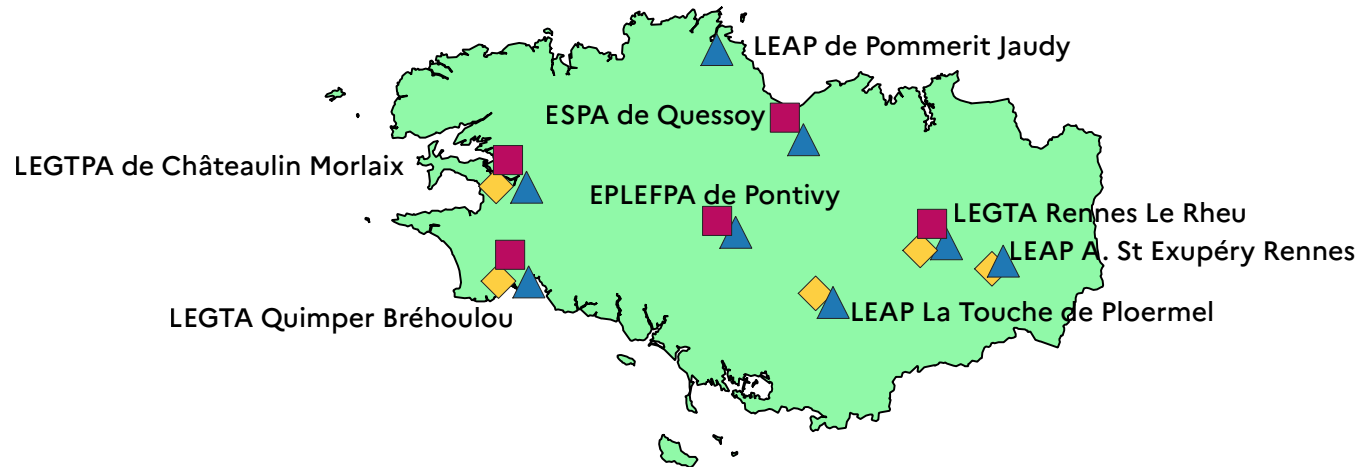 LEAP de Pommerit Jaudy
ESPA de Quessoy
LEGTPA de Châteaulin Morlaix
EPLEFPA de Pontivy
LEGTA Rennes Le Rheu
LEAP A. St Exupéry Rennes
LEGTA Quimper Bréhoulou
LEAP La Touche de Ploermel